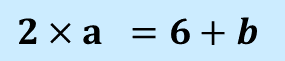 2 × a = 6 + b